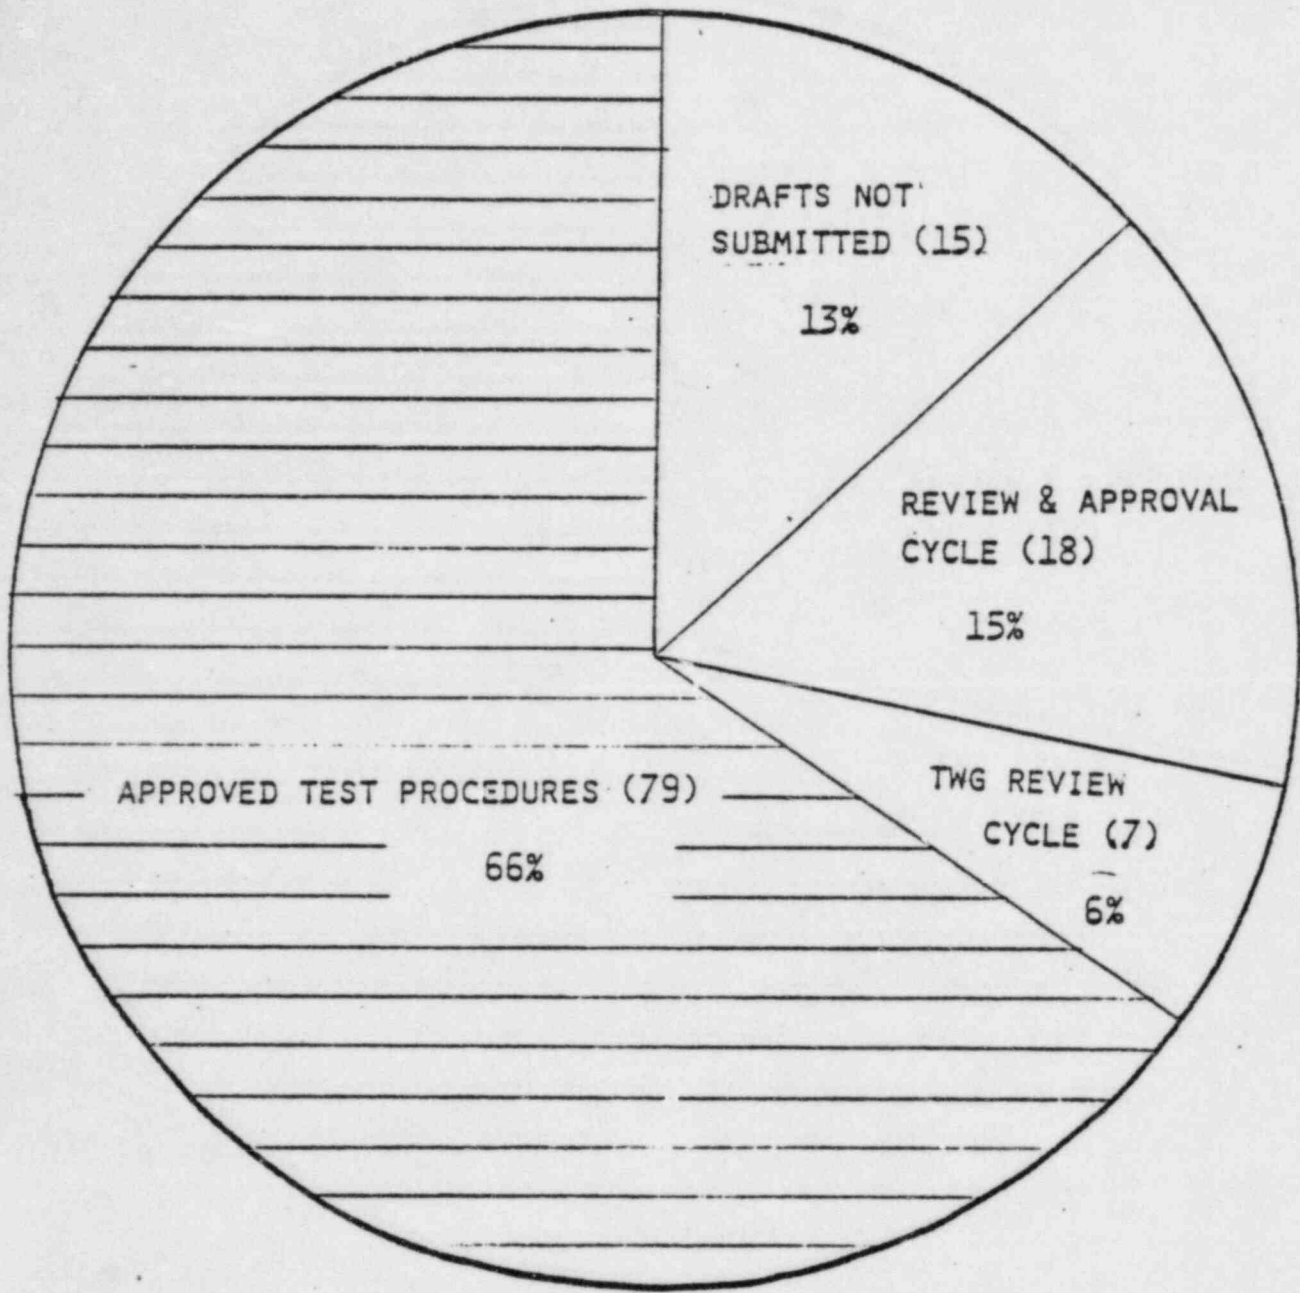 DRAFTS NOT
SUBMITTED (15)
13%
REVIEW & APPROVAL
CYCLE (18)
15%
TWG REVIEW
CYCLE (7)
6%
APPROVED TEST PROCEDURES (79)
66%